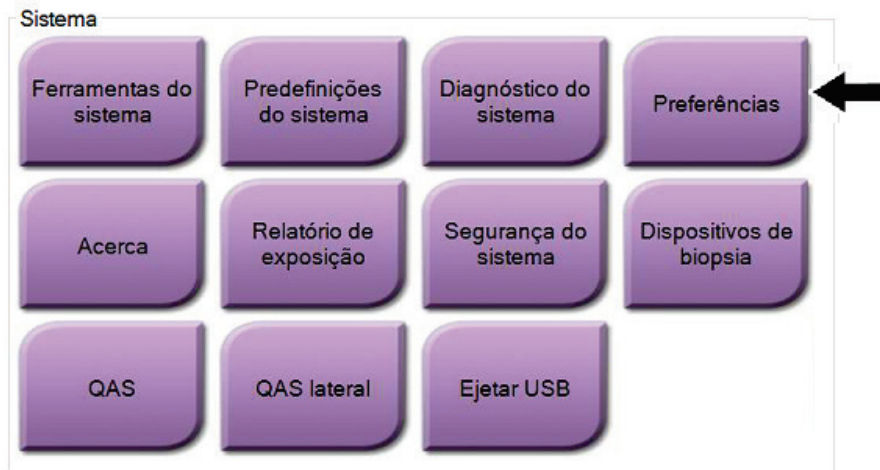 Sistema
Ferramentas do
sistema
Predefinições
do sistema
Diagnóstico do
sistema
Preferências
Acerca
Relatório de
exposição
Segurança do
sistema
Dispositivos de
biopsia
QAS
QAS lateral
Ejetar USB